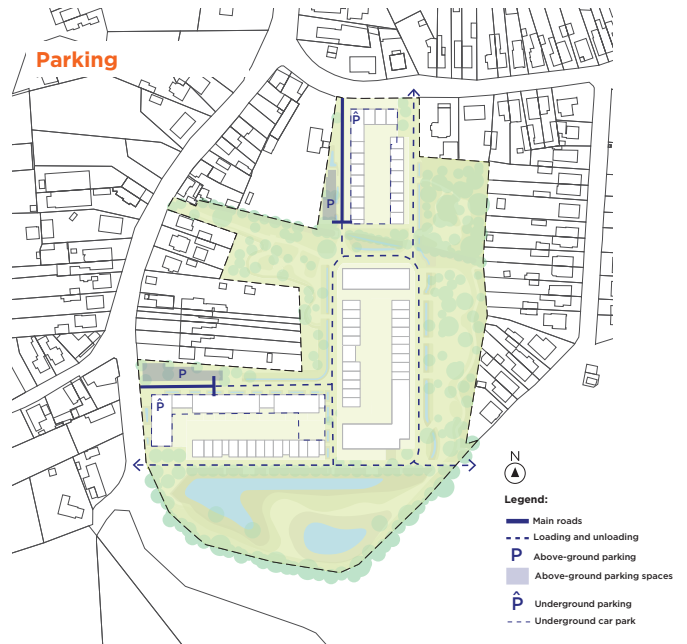 Parking
P̂
P
P
P̂
N
Legend:
Main roads
Loading and unloading
P Above-ground parking
Above-ground parking spaces
P̂ Underground parking
Underground car park